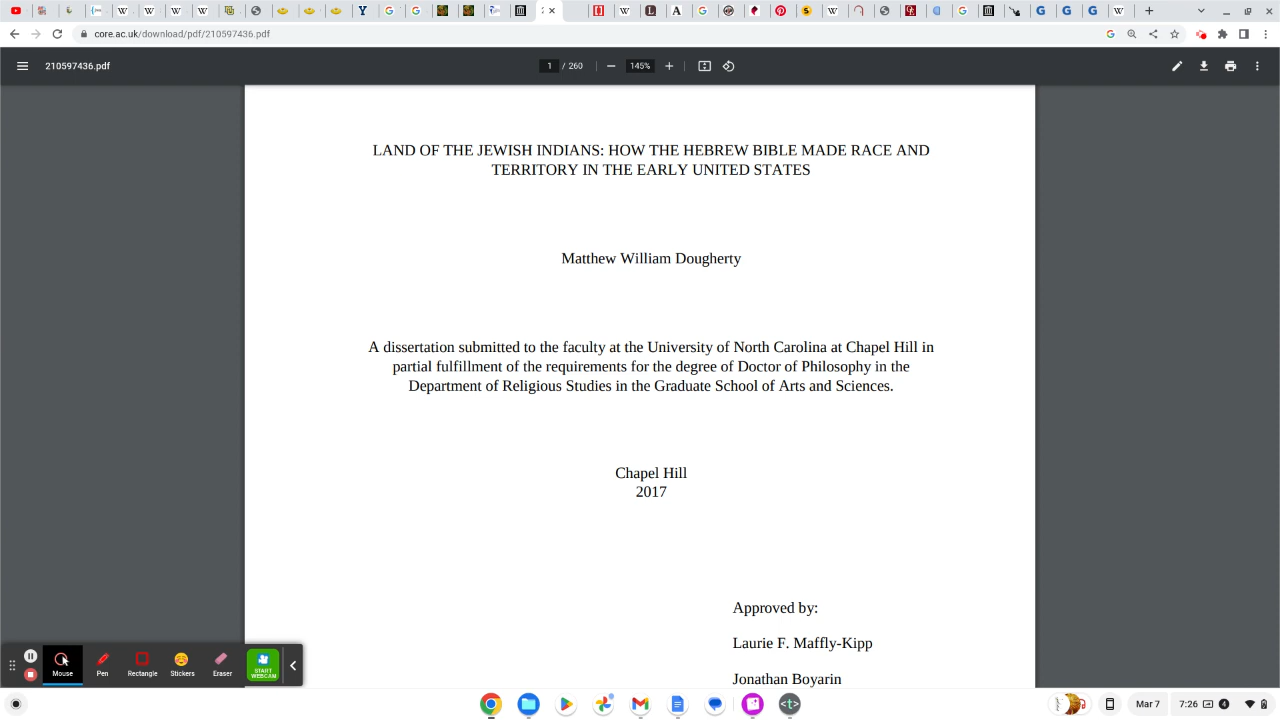 core.ac.uk/download/pdf/210597436.pdf
210597436.pdf
1 / 260
145%
LAND OF THE JEWISH INDIANS: HOW THE HEBREW BIBLE MADE RACE AND
TERRITORY IN THE EARLY UNITED STATES
Matthew William Dougherty
A dissertation submitted to the faculty at the University of North Carolina at Chapel Hill in
partial fulfillment of the requirements for the degree of Doctor of Philosophy in the
Department of Religious Studies in the Graduate School of Arts and Sciences.
Chapel Hill
2017
Approved by:
Laurie F. Maffly-Kipp
Jonathan Boyarin
Mouse
Pen
Rectangle
Stickers
Eraser
START
WEBCAM
Mar 7
7:26
4